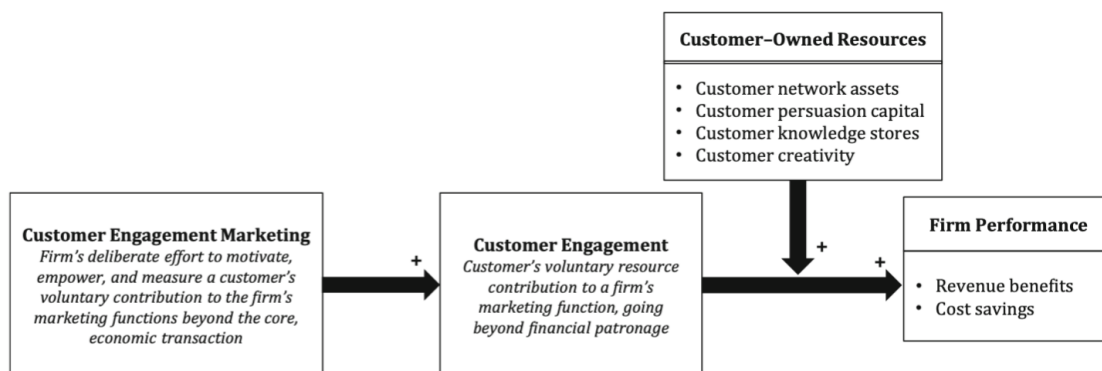 Customer–Owned Resources
• Customer network assets
• Customer persuasion capital
• Customer knowledge stores
• Customer creativity
Customer Engagement Marketing
Firm's deliberate effort to motivate,
empower, and measure a customer's
voluntary contribution to the firm's
marketing functions beyond the core,
economic transaction
+
Customer Engagement
Customer's voluntary resource
contribution to a firm's
marketing function, going
beyond financial patronage
+
+
Firm Performance
• Revenue benefits
• Cost savings